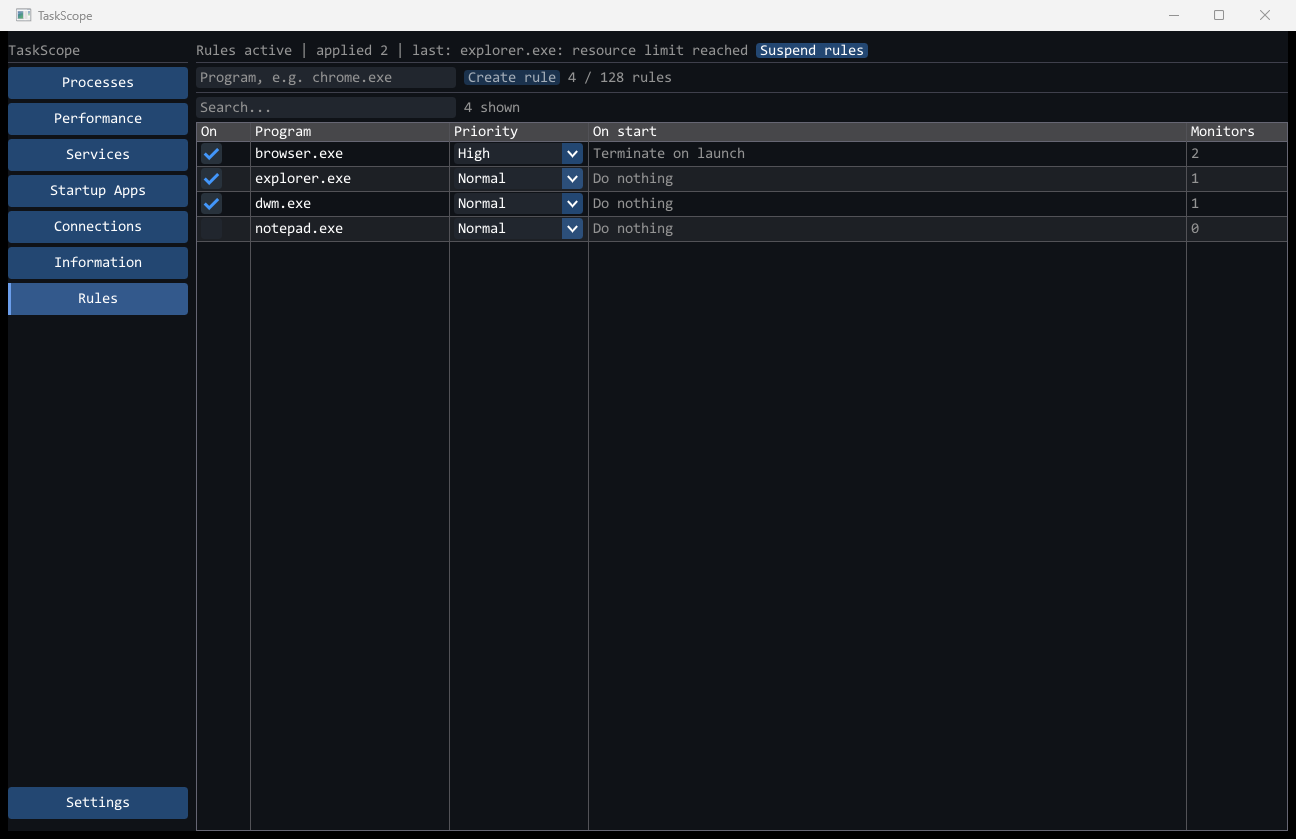 TaskScope
TaskScope
Processes
Performance
Services
Startup Apps
Connections
Information
Rules
Settings
Rules active | applied 2 | last: explorer.exe: resource limit reached Suspend rules
Program, e.g. chrome.exe Create rule 4 / 128 rules
Search... 4 shown
On Program Priority On start Monitors
browser.exe High Terminate on launch 2
explorer.exe Normal Do nothing 1
dwm.exe Normal Do nothing 1
notepad.exe Normal Do nothing 0